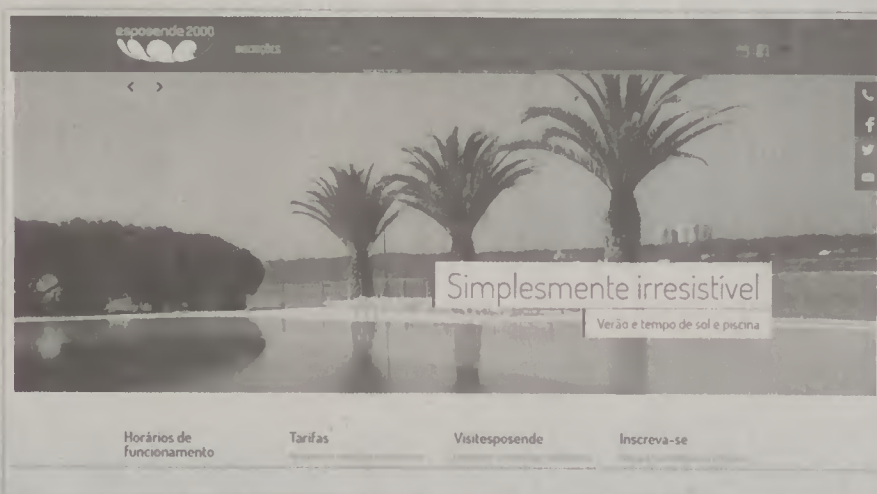 esposende 2000
Simplesmente irresistível
Verão e tempo de sol e piscina
Horários de
funcionamento
Tarifas
Visitesposende
Inscreva-se